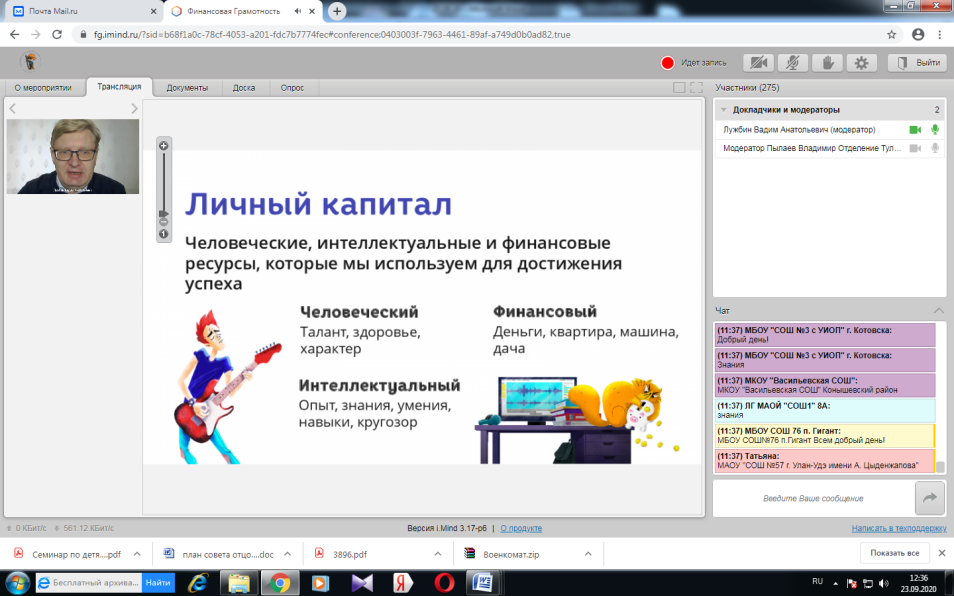 Почта Mail.ru
Финансовая Грамотность
fg.imind.ru/?sid=b68f1a0c-78cf-4053-a201-fdc7b7774fec#conference:0403003f-7963-4461-89af-a749d0b0ad82,true
Идет запись
Выйти
О мероприятии
Трансляция
Документы
Доска
Опрос
Участники (275)
Докладчики и модераторы
2
Лужбин Вадим Анатольевич (модератор)
Модератор Пылаев Владимир Отделение Тул...
Личный капитал
Человеческие, интеллектуальные и финансовые
ресурсы, которые мы используем для достижения
успеха
Человеческий
Талант, здоровье,
характер
Финансовый
Деньги, квартира, машина,
дача
Интеллектуальный
Опыт, знания, умения,
навыки, кругозор
Чат
(11:37) МБОУ "СОШ №3 с УИОП" г. Котовска:
Добрый день!
(11:37) МБОУ "СОШ №3 с УИОП" г. Котовска:
Знания
(11:37) МКОУ "Васильевская СОШ":
МКОУ "Васильевская СОШ" Конышевский район
(11:37) ЛГ МАОЙ "СОШ1" 8А:
знания
(11:37) МБОУ СОШ 76 п. Гигант:
МБОУ СОШ№76 п.Гигант Всем добрый день!
(11:37) Татьяна:
МАОУ "СОШ №57 г. Улан-Удэ имени А. Цыденжапова"
Введите Ваше сообщение
0 КБит/с
561.12 КБит/с
Версия i.Mind 3.17-p6 | О продукте
Написать в техподдержку
Семинар по детя....pdf
план совета отцо....doc
3896.pdf
Военкомат.zip
Показать все
Бесплатный архива...
Найти
RU
12:36
23.09.2020